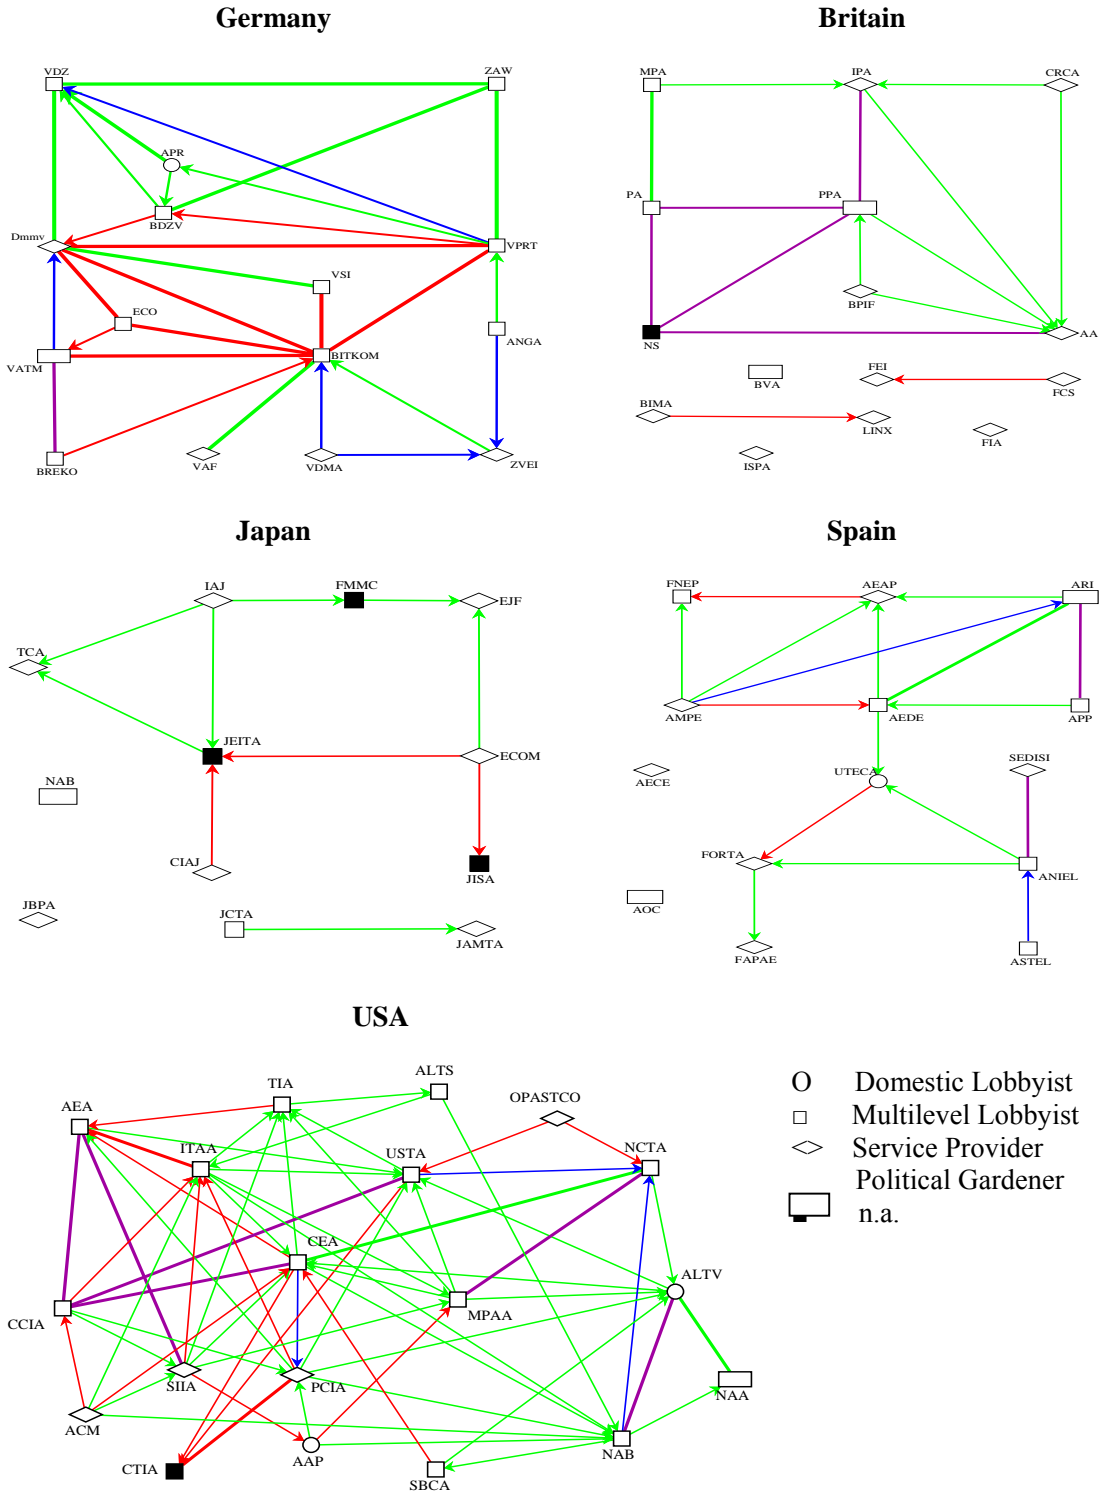 Germany
Britain
VDZ
ZAW
APR
BDZV
Dmmv
VPRT
VSI
ECO
ANGA
VATM
BITKOM
BREKO
VAF
VDMA
ZVEI
MPA
IPA
CRCA
PA
PPA
BPIF
NS
AA
BVA
FEI
FCS
BIMA
LINX
FIA
ISPA
Japan
Spain
IAJ
FMMC
EJF
TCA
JEITA
ECOM
NAB
CIAJ
JISA
JBPA
JCTA
JAMTA
FNEP
AEAP
ARI
AMPE
AEDE
APP
AECE
UTECA
SEDISI
FORTA
ANIEL
AOC
FAPAE
ASTEL
USA
TIA
ALTS
OPASTCO
AEA
ITAA
USTA
NCTA
CEA
ALTV
CCIA
MPAA
SIIA
PCIA
NAA
ACM
AAP
NAB
CTIA
SBCA
Domestic Lobbyist
Multilevel Lobbyist
Service Provider
Political Gardener
n.a.